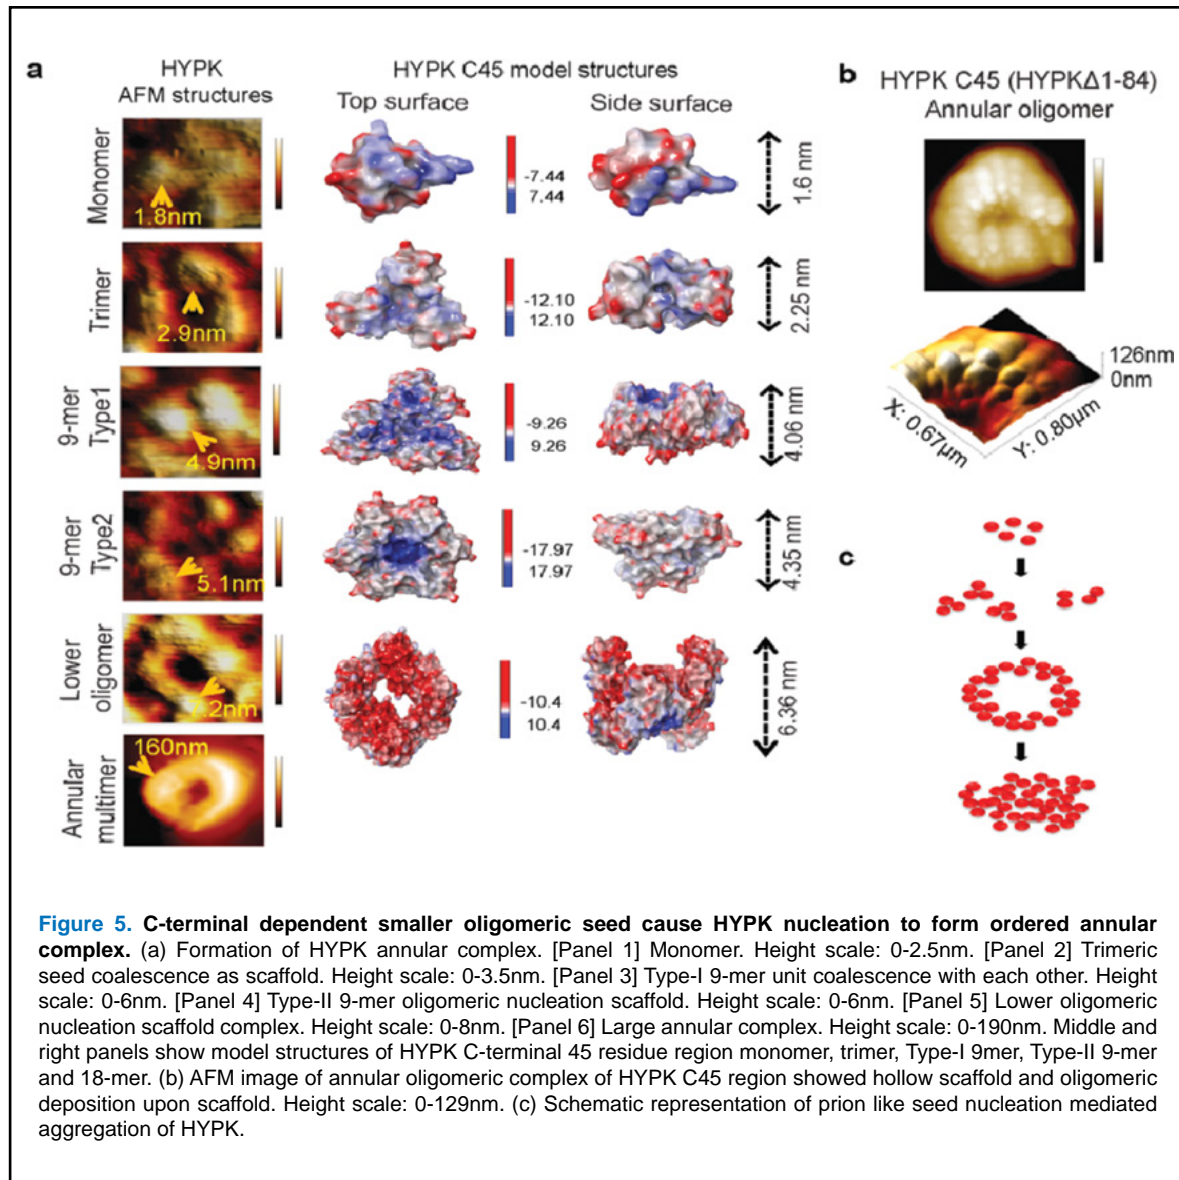 a
HYPK
AFM structures
HYPK C45 model structures
Top surface
Side surface
Monomer
1.8nm
-7.44
7.44
1.6 nm
Trimer
2.9nm
-12.10
12.10
2.25 nm
9-mer
Type1
4.9nm
-9.26
9.26
4.06 nm
9-mer
Type2
5.1nm
-17.97
17.97
4.35 nm
Lower
oligomer
.2nm
-10.4
10.4
6.36 nm
Annular
multimer
160nm
b
HYPK C45 (HYPKΔ1-84)
Annular oligomer
126nm
0nm
X: 0.67µm
Y: 0.80µm
c
Figure 5. C-terminal dependent smaller oligomeric seed cause HYPK nucleation to form ordered annular
complex. (a) Formation of HYPK annular complex. [Panel 1] Monomer. Height scale: 0-2.5nm. [Panel 2] Trimeric
seed coalescence as scaffold. Height scale: 0-3.5nm. [Panel 3] Type-I 9-mer unit coalescence with each other. Height
scale: 0-6nm. [Panel 4] Type-II 9-mer oligomeric nucleation scaffold. Height scale: 0-6nm. [Panel 5] Lower oligomeric
nucleation scaffold complex. Height scale: 0-8nm. [Panel 6] Large annular complex. Height scale: 0-190nm. Middle and
right panels show model structures of HYPK C-terminal 45 residue region monomer, trimer, Type-I 9mer, Type-II 9-mer
and 18-mer. (b) AFM image of annular oligomeric complex of HYPK C45 region showed hollow scaffold and oligomeric
deposition upon scaffold. Height scale: 0-129nm. (c) Schematic representation of prion like seed nucleation mediated
aggregation of HYPK.